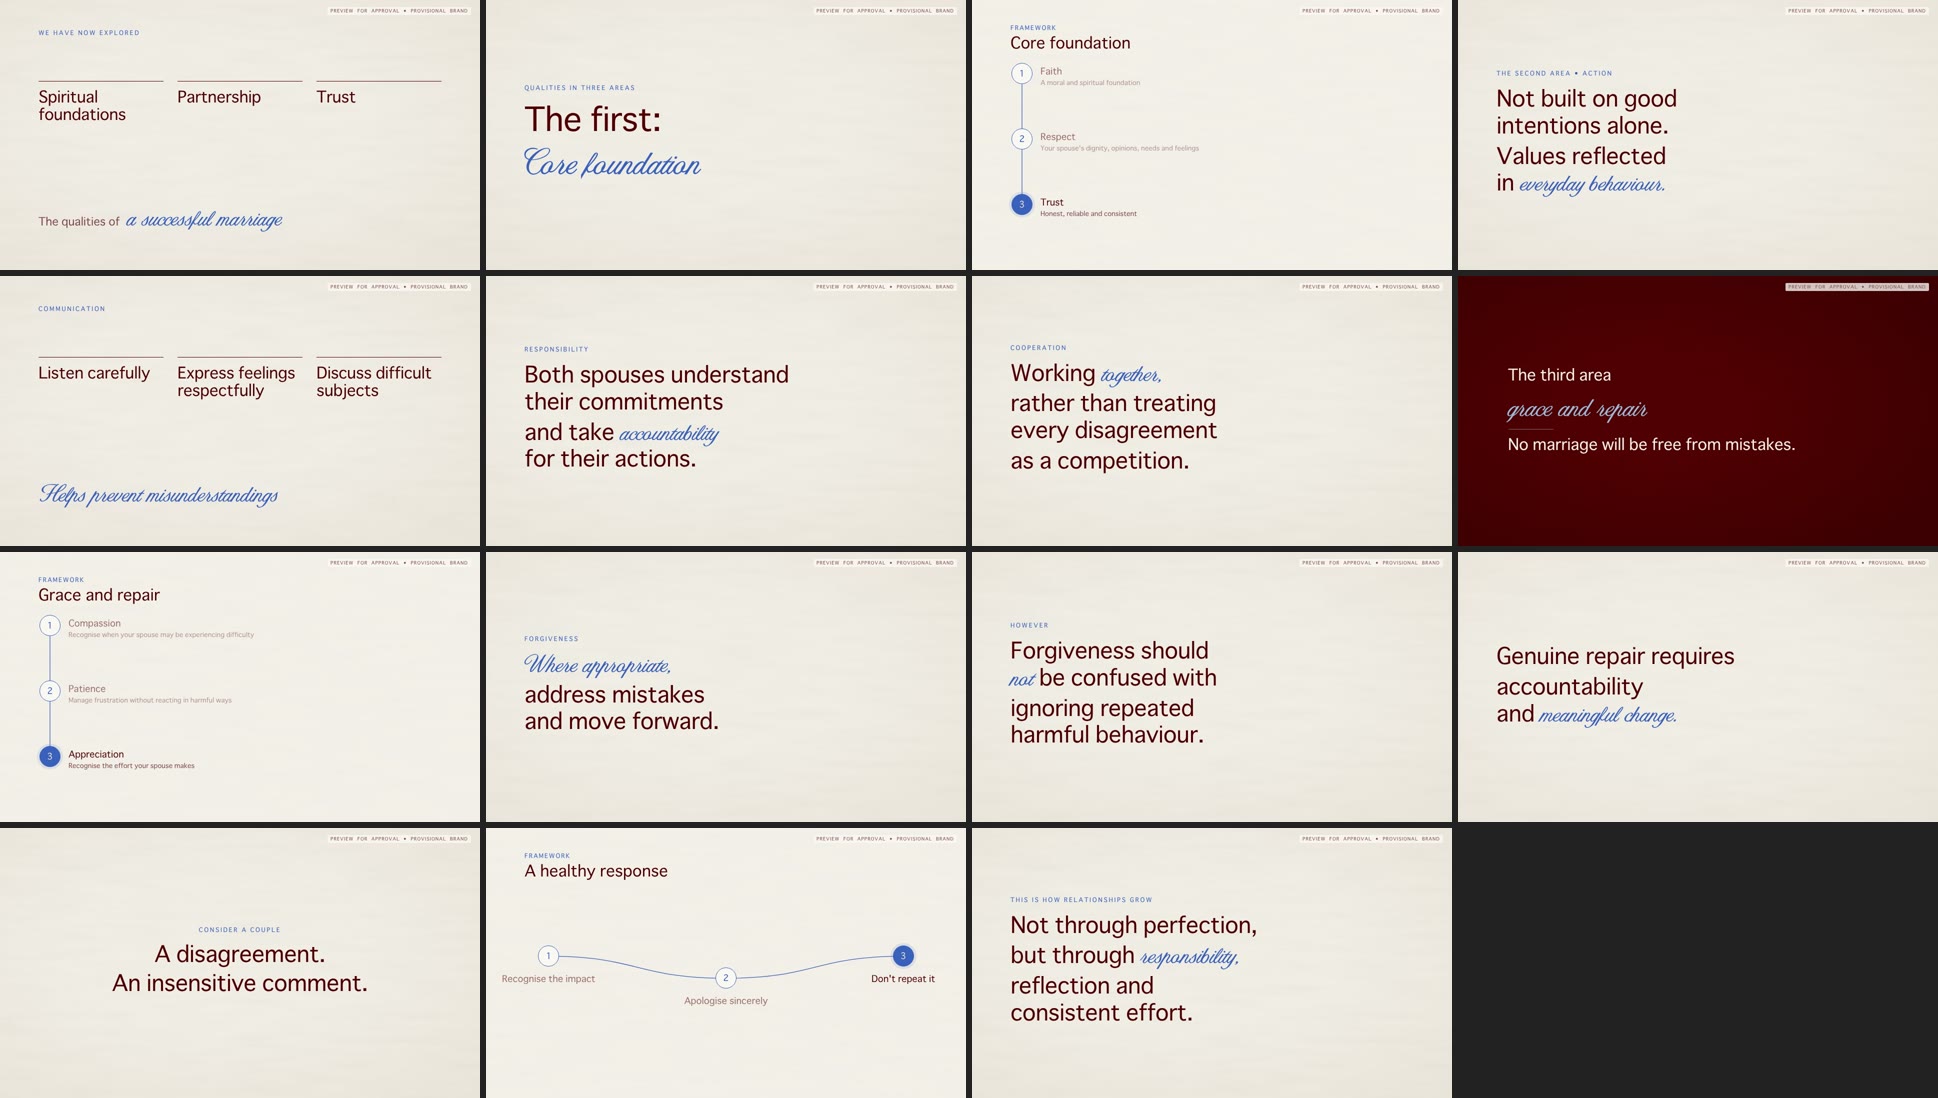 PREVIEW FOR APPROVAL • PROVISIONAL BRAND
WE HAVE NOW EXPLORED
Spiritual
foundations
Partnership
Trust
The qualities of a successful marriage
PREVIEW FOR APPROVAL • PROVISIONAL BRAND
QUALITIES IN THREE AREAS
The first:
Core foundation
PREVIEW FOR APPROVAL • PROVISIONAL BRAND
FRAMEWORK
Core foundation
1
Faith
A moral and spiritual foundation
2
Respect
Your spouse's dignity, opinions, needs and feelings
3
Trust
Honest, reliable and consistent
PREVIEW FOR APPROVAL • PROVISIONAL BRAND
THE SECOND AREA • ACTION
Not built on good
intentions alone.
Values reflected
in everyday behaviour.
PREVIEW FOR APPROVAL • PROVISIONAL BRAND
COMMUNICATION
Listen carefully
Express feelings
respectfully
Discuss difficult
subjects
Helps prevent misunderstandings
PREVIEW FOR APPROVAL • PROVISIONAL BRAND
RESPONSIBILITY
Both spouses understand
their commitments
and take accountability
for their actions.
PREVIEW FOR APPROVAL • PROVISIONAL BRAND
COOPERATION
Working together,
rather than treating
every disagreement
as a competition.
PREVIEW FOR APPROVAL • PROVISIONAL BRAND
The third area
grace and repair
No marriage will be free from mistakes.
PREVIEW FOR APPROVAL • PROVISIONAL BRAND
FRAMEWORK
Grace and repair
1
Compassion
Recognise when your spouse may be experiencing difficulty
2
Patience
Manage frustration without reacting in harmful ways
3
Appreciation
Recognise the effort your spouse makes
PREVIEW FOR APPROVAL • PROVISIONAL BRAND
FORGIVENESS
Where appropriate,
address mistakes
and move forward.
PREVIEW FOR APPROVAL • PROVISIONAL BRAND
HOWEVER
Forgiveness should
not be confused with
ignoring repeated
harmful behaviour.
PREVIEW FOR APPROVAL • PROVISIONAL BRAND
Genuine repair requires
accountability
and meaningful change.
PREVIEW FOR APPROVAL • PROVISIONAL BRAND
CONSIDER A COUPLE
A disagreement.
An insensitive comment.
PREVIEW FOR APPROVAL • PROVISIONAL BRAND
FRAMEWORK
A healthy response
1
Recognise the impact
2
Apologise sincerely
3
Don't repeat it
PREVIEW FOR APPROVAL • PROVISIONAL BRAND
THIS IS HOW RELATIONSHIPS GROW
Not through perfection,
but through responsibility,
reflection and
consistent effort.